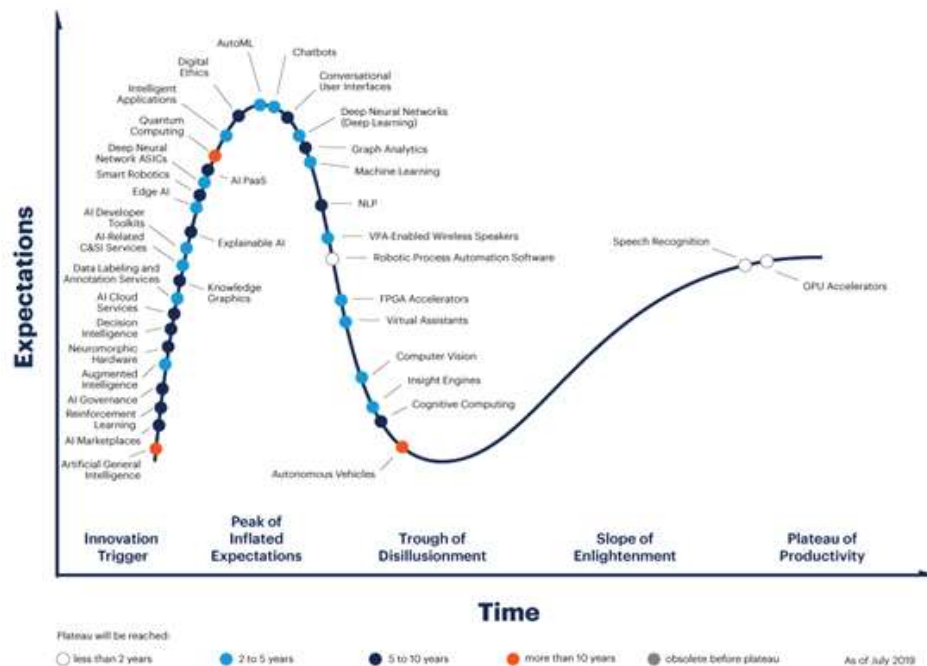 AutoML
Chatbots
Digital
Ethics
Conversational
User Interfaces
Intelligent
Applications
Deep Neural Networks
(Deep Learning)
Quantum
Computing
Graph Analytics
Deep Neural
Network ASICs
Machine Learning
AI PaaS
Smart Robotics
Edge AI
NLP
AI Developer
Toolkits
VPA-Enabled Wireless Speakers
Explainable AI
AI-Related
C&SI Services
Robotic Process Automation Software
Speech Recognition
GPU Accelerators
Data Labeling and
Annotation Services
Knowledge
Graphics
AI Cloud
Services
FPGA Accelerators
Decision
Intelligence
Virtual Assistants
Neuromorphic
Hardware
Computer Vision
Augmented
Intelligence
Insight Engines
AI Governance
Cognitive Computing
Reinforcement
Learning
AI Marketplaces
Artificial General
Intelligence
Autonomous Vehicles
Expectations
Innovation
Trigger
Peak of
Inflated
Expectations
Trough of
Disillusionment
Slope of
Enlightenment
Plateau of
Productivity
Time
Plateau will be reached:
less than 2 years
2 to 5 years
5 to 10 years
more than 10 years
obsolete before plateau
As of July 2019